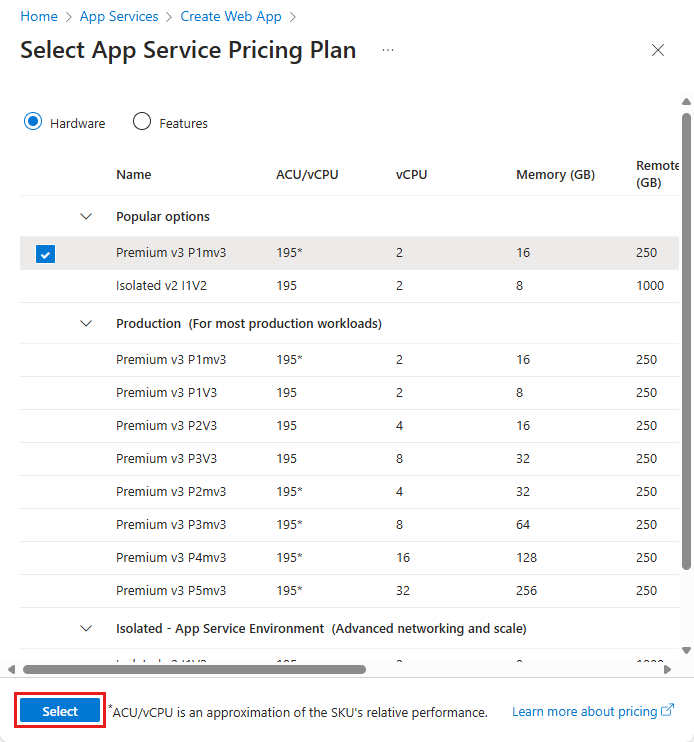 Home > App Services > Create Web App >
Select App Service Pricing Plan ...
Hardware Features
Name ACU/vCPU vCPU Memory (GB) Remote (GB)
Popular options
Premium v3 P1mv3 195* 2 16 250
Isolated v2 I1V2 195 2 8 1000
Production (For most production workloads)
Premium v3 P1mv3 195* 2 16 250
Premium v3 P1V3 195 2 8 250
Premium v3 P2V3 195 4 16 250
Premium v3 P3V3 195 8 32 250
Premium v3 P2mv3 195* 4 32 250
Premium v3 P3mv3 195* 8 64 250
Premium v3 P4mv3 195* 16 128 250
Premium v3 P5mv3 195* 32 256 250
Isolated - App Service Environment (Advanced networking and scale)
Select *ACU/vCPU is an approximation of the SKU's relative performance. Learn more about pricing